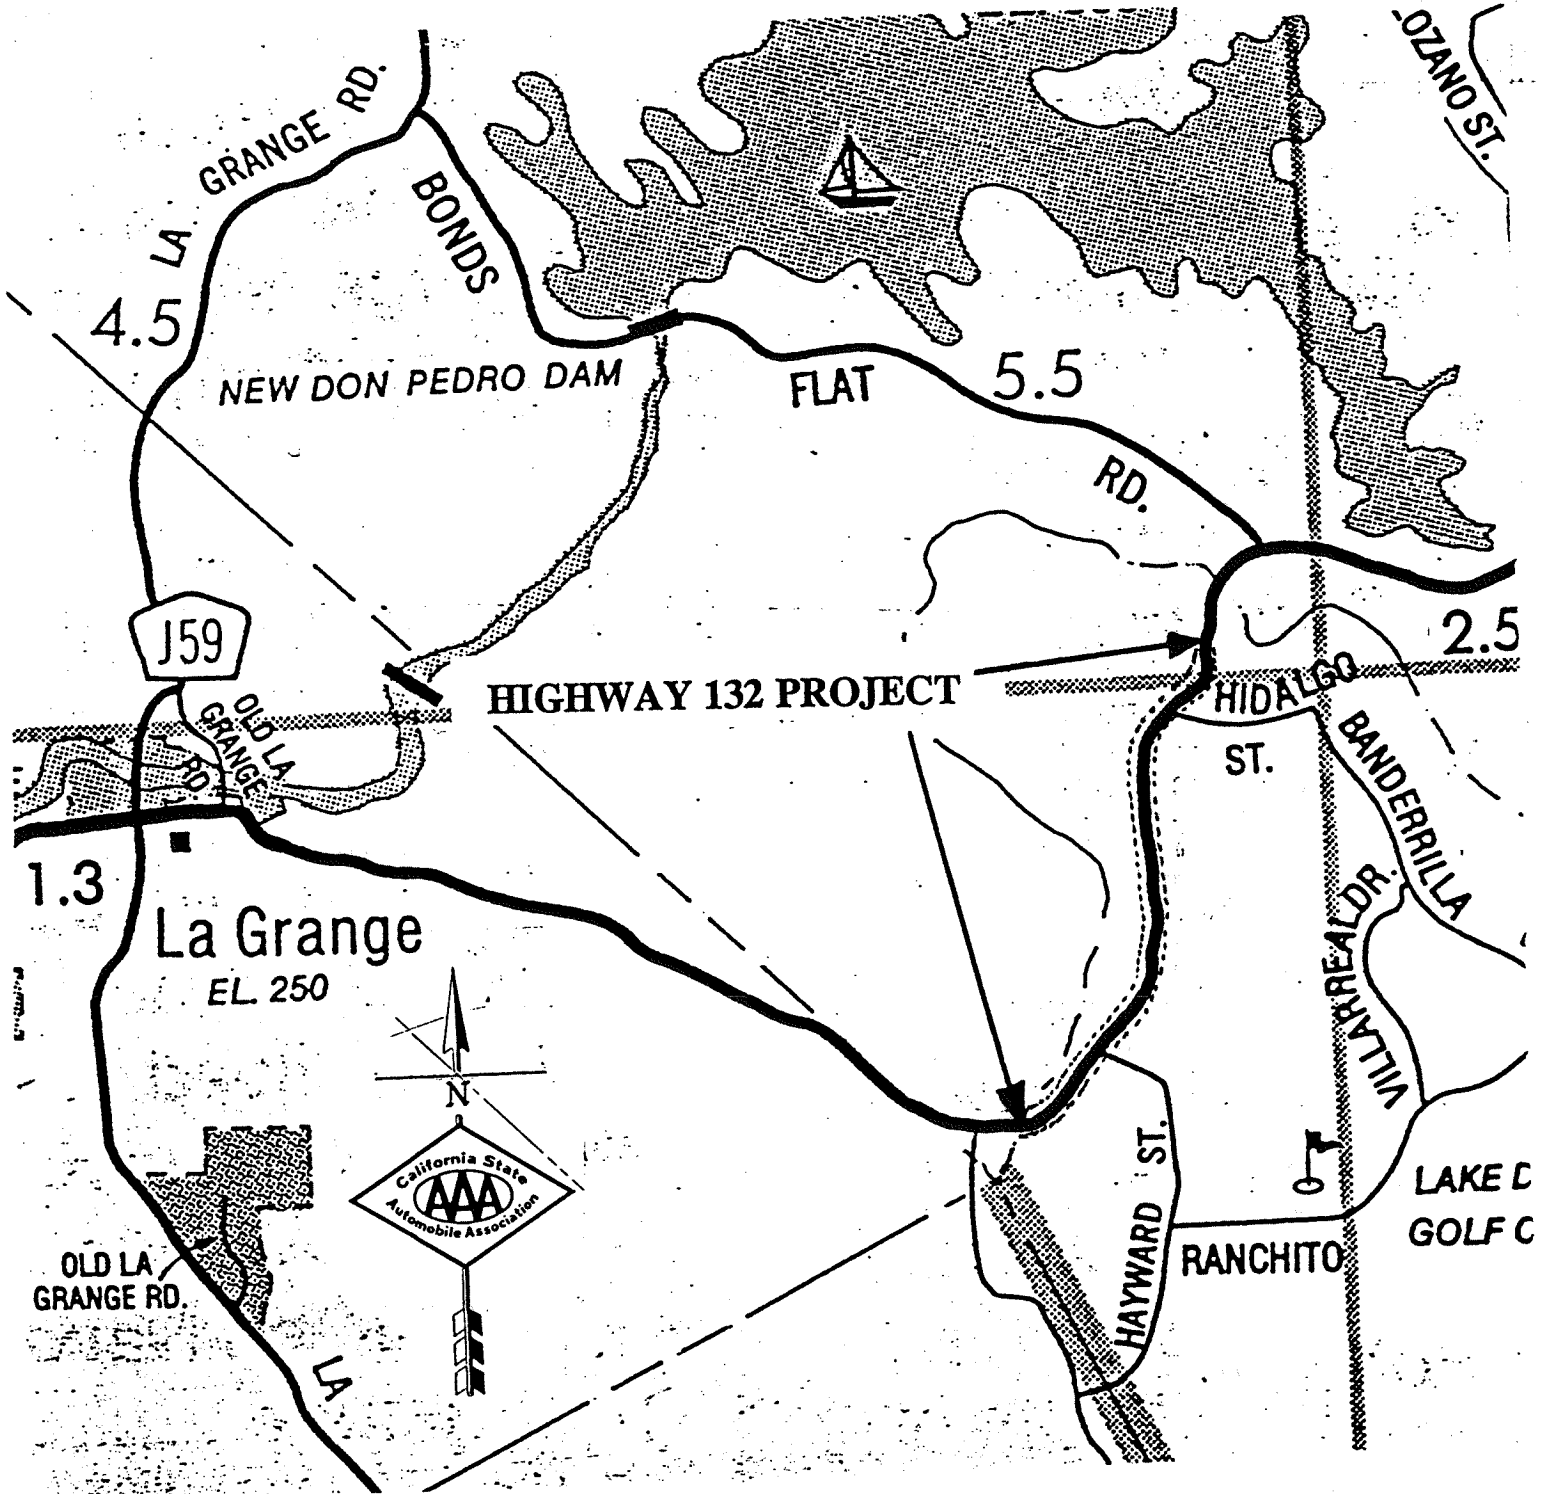 LOZANO ST.
LA GRANGE RD.
BONDS
4.5
NEW DON PEDRO DAM
FLAT
5.5
RD.
J59
2.5
OLD LA
GRANGE
RD.
HIGHWAY 132 PROJECT
HIDALGO
ST.
BANDERRILLA
1.3
La Grange
EL. 250
VILLARREAL DR.
N
California State
AAA
Automobile Association
HAYWARD ST.
RANCHITO
LAKE D
GOLF C
OLD LA
GRANGE RD.
LA